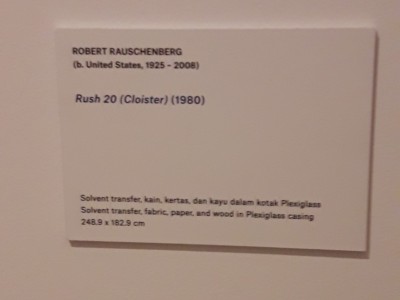 ROBERT RAUSCHENBERG
(b. United States, 1925 – 2008)
Rush 20 (Cloister) (1980)
Solvent transfer, kain, kertas, dan kayu dalam kotak Plexiglass
Solvent transfer, fabric, paper, and wood in Plexiglass casing
248.9 x 182.9 cm